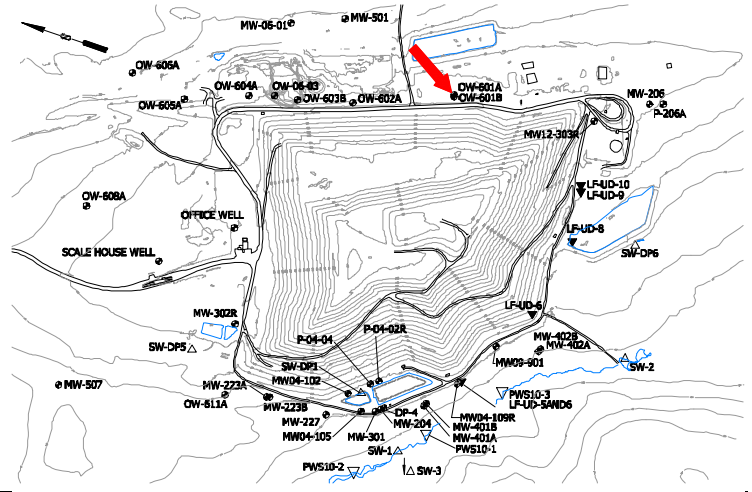 MW-501
MW-06-01
OW-606A
OW-604A
OW-06-03
OW-601A
OW-601B
OW-605A
OW-603B
OW-602A
MW-206
P-206A
MW12-303R
LF-UD-10
LF-UD-9
OW-608A
OFFICE WELL
LF-UD-8
SCALE HOUSE WELL
SW-DP6
MW-302R
LF-UD-6
P-04-02R
P-04-04
MW-402B
MW-402A
SW-DP5
MW09-901
SW-DP1
SW-2
MW04-102
MW-507
MW-223A
PWS10-3
OW-611A
MW-223B
LF-UD-5AND6
DP-4
MW04-109R
MW-227
MW-204
MW-401B
MW04-105
MW-301
MW-401A
SW-1
PWS10-1
PWS10-2
SW-3